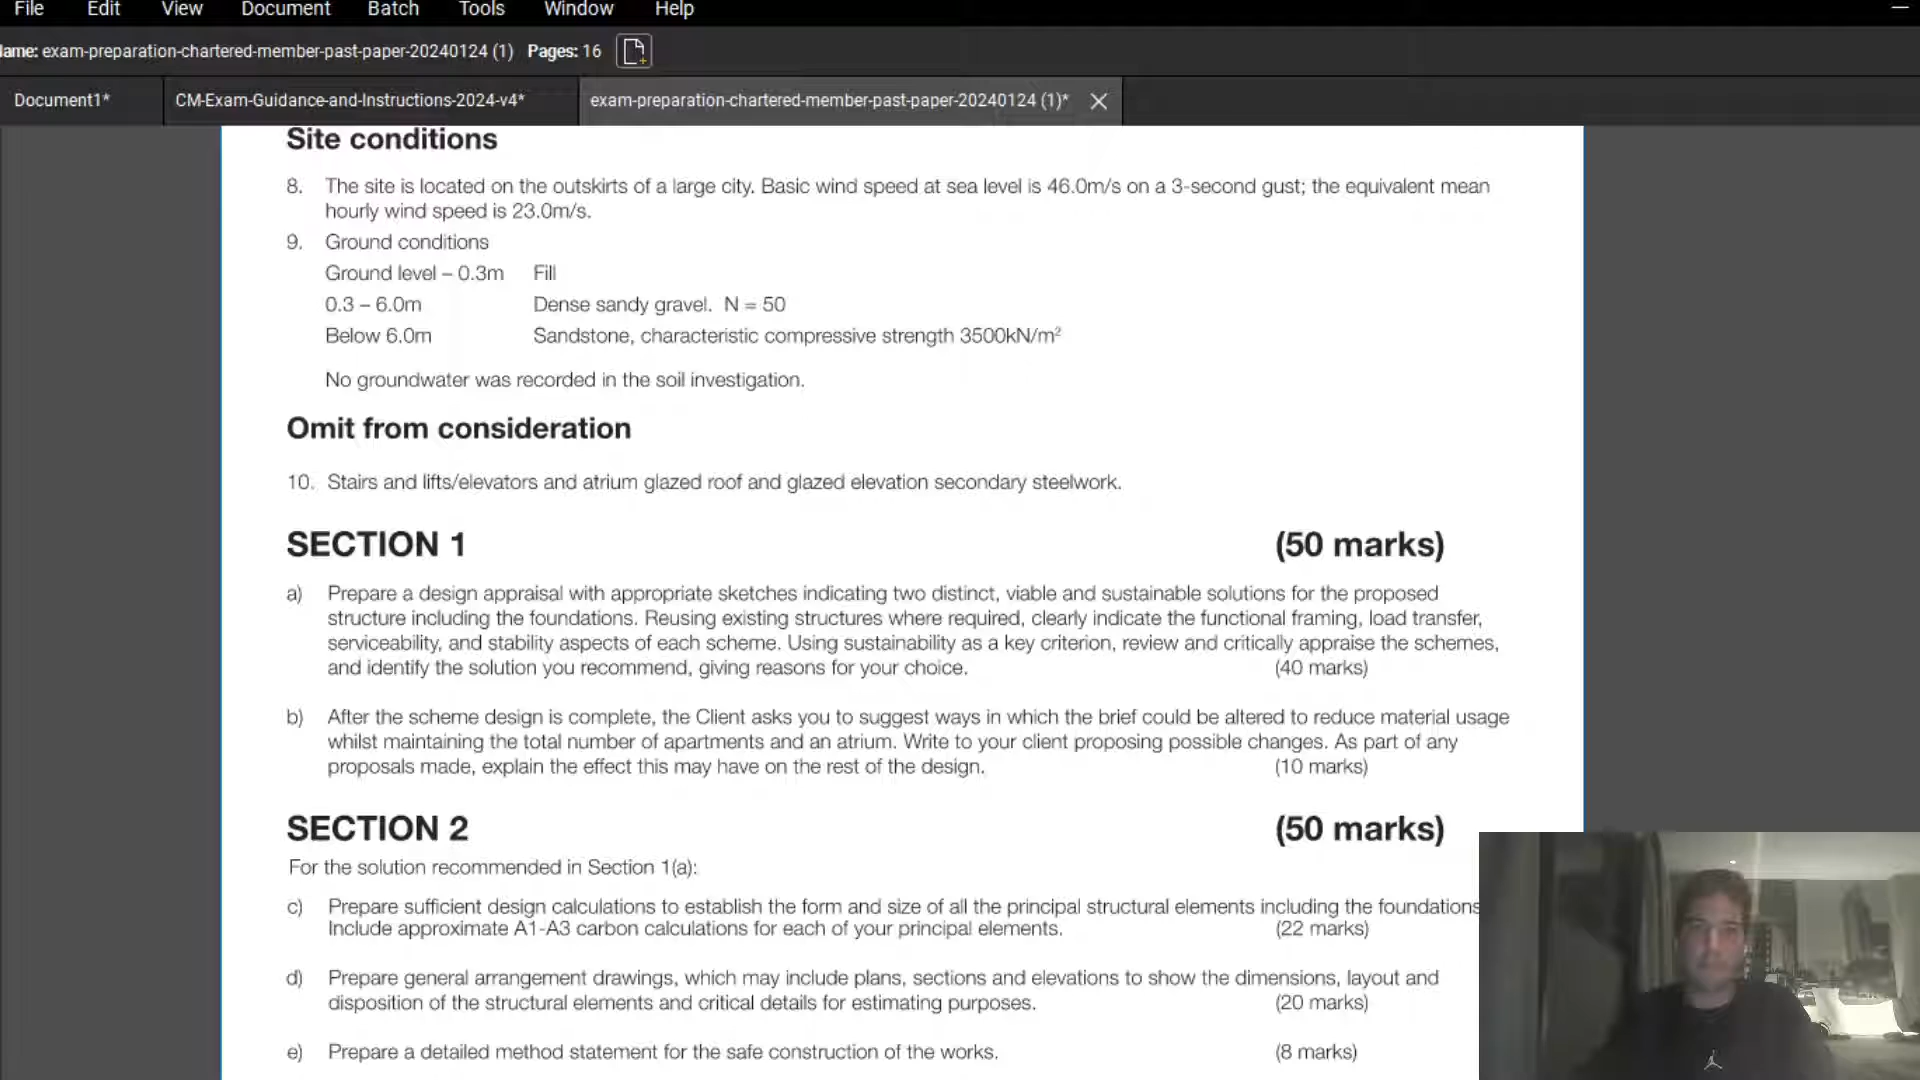 File Edit View Document Batch Tools Window Help
ame: exam-preparation-chartered-member-past-paper-20240124 (1) Pages: 16
Document1* CM-Exam-Guidance-and-Instructions-2024-v4* exam-preparation-chartered-member-past-paper-20240124 (1)*
Site conditions
8. The site is located on the outskirts of a large city. Basic wind speed at sea level is 46.0m/s on a 3-second gust; the equivalent mean
hourly wind speed is 23.0m/s.
9. Ground conditions
Ground level – 0.3m Fill
0.3 – 6.0m Dense sandy gravel. N = 50
Below 6.0m Sandstone, characteristic compressive strength 3500kN/m²
No groundwater was recorded in the soil investigation.
Omit from consideration
10. Stairs and lifts/elevators and atrium glazed roof and glazed elevation secondary steelwork.
SECTION 1 (50 marks)
a) Prepare a design appraisal with appropriate sketches indicating two distinct, viable and sustainable solutions for the proposed
structure including the foundations. Reusing existing structures where required, clearly indicate the functional framing, load transfer,
serviceability, and stability aspects of each scheme. Using sustainability as a key criterion, review and critically appraise the schemes,
and identify the solution you recommend, giving reasons for your choice. (40 marks)
b) After the scheme design is complete, the Client asks you to suggest ways in which the brief could be altered to reduce material usage
whilst maintaining the total number of apartments and an atrium. Write to your client proposing possible changes. As part of any
proposals made, explain the effect this may have on the rest of the design. (10 marks)
SECTION 2 (50 marks)
For the solution recommended in Section 1(a):
c) Prepare sufficient design calculations to establish the form and size of all the principal structural elements including the foundations
Include approximate A1-A3 carbon calculations for each of your principal elements. (22 marks)
d) Prepare general arrangement drawings, which may include plans, sections and elevations to show the dimensions, layout and
disposition of the structural elements and critical details for estimating purposes. (20 marks)
e) Prepare a detailed method statement for the safe construction of the works. (8 marks)